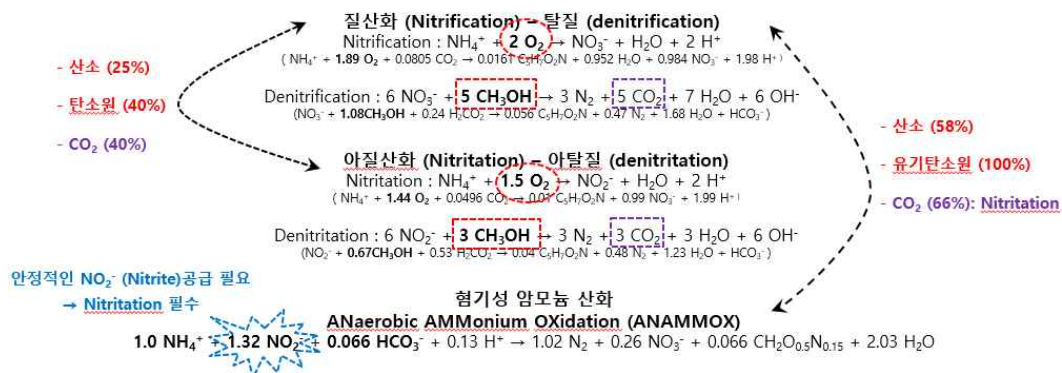 질산화 (Nitrification) – 탈질 (denitrification)
Nitrification : NH₄⁺ + 2 O₂ → NO₃⁻ + H₂O + 2 H⁺
( NH₄⁺ + 1.89 O₂ + 0.0805 CO₂ → 0.0161 C₅H₇O₂N + 0.952 H₂O + 0.984 NO₃⁻ + 1.98 H⁺)
Denitrification : 6 NO₃⁻ + 5 CH₃OH → 3 N₂ + 5 CO₂ + 7 H₂O + 6 OH⁻
(NO₃⁻ + 1.08CH₃OH + 0.24 H₂CO₂ → 0.056 C₅H₇O₂N + 0.47 N₂ + 1.68 H₂O + HCO₃⁻)
- 산소 (25%)
- 탄소원 (40%)
- CO₂ (40%)
- 산소 (58%)
- 유기탄소원 (100%)
- CO₂ (66%): Nitritation
아질산화 (Nitritation) – 아탈질 (denitritation)
Nitritation : NH₄⁺ + 1.5 O₂ → NO₂⁻ + H₂O + 2 H⁺
( NH₄⁺ + 1.44 O₂ + 0.0496 CO₂ → 0.01 C₅H₇O₂N + 0.99 NO₃⁻ + 1.99 H⁺)
Denitritation : 6 NO₂⁻ + 3 CH₃OH → 3 N₂ + 3 CO₂ + 3 H₂O + 6 OH⁻
(NO₂⁻ + 0.67CH₃OH + 0.53 H₂CO₂ → 0.04 C₅H₇O₂N + 0.48 N₂ + 1.23 H₂O + HCO₃⁻)
안정적인 NO₂⁻ (Nitrite)공급 필요
→ Nitritation 필수
혐기성 암모늄 산화
ANaerobic AMMonium OXidation (ANAMMOX)
1.0 NH₄⁺ + 1.32 NO₂⁻ + 0.066 HCO₃⁻ + 0.13 H⁺ → 1.02 N₂ + 0.26 NO₃⁻ + 0.066 CH₂O₀.₅N₀.₁₅ + 2.03 H₂O